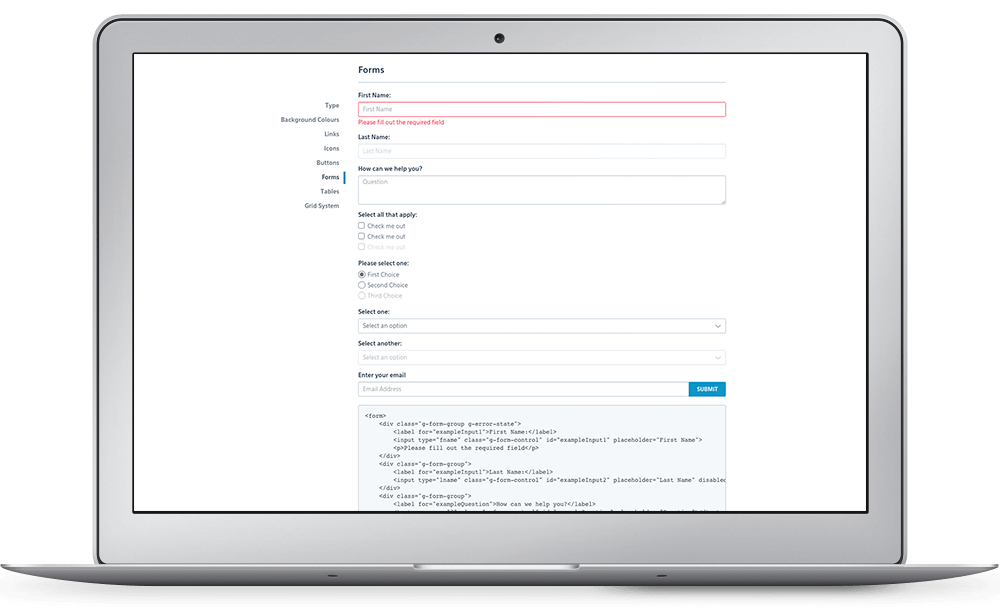 Forms
Type
Background Colours
Links
Icons
Buttons
Forms
Tables
Grid System
First Name:
First Name
Please fill out the required field
Last Name:
Last Name
How can we help you?
Question
Select all that apply:
Check me out
Check me out
Check me out
Please select one:
First Choice
Second Choice
Third Choice
Select one:
Select an option
Select another:
Select an option
Enter your email
Email Address
SUBMIT
<form>
<div class="g-form-group g-error-state">
<label for="exampleInput1">First Name:</label>
<input type="fname" class="g-form-control" id="exampleInput1" placeholder="First Name">
<p>Please fill out the required field</p>
</div>
<div class="g-form-group">
<label for="exampleInput1">Last Name:</label>
<input type="lname" class="g-form-control" id="exampleInput2" placeholder="Last Name" disabled
</div>
<div class="g-form-group">
<label for="exampleQuestion">How can we help you?</label>